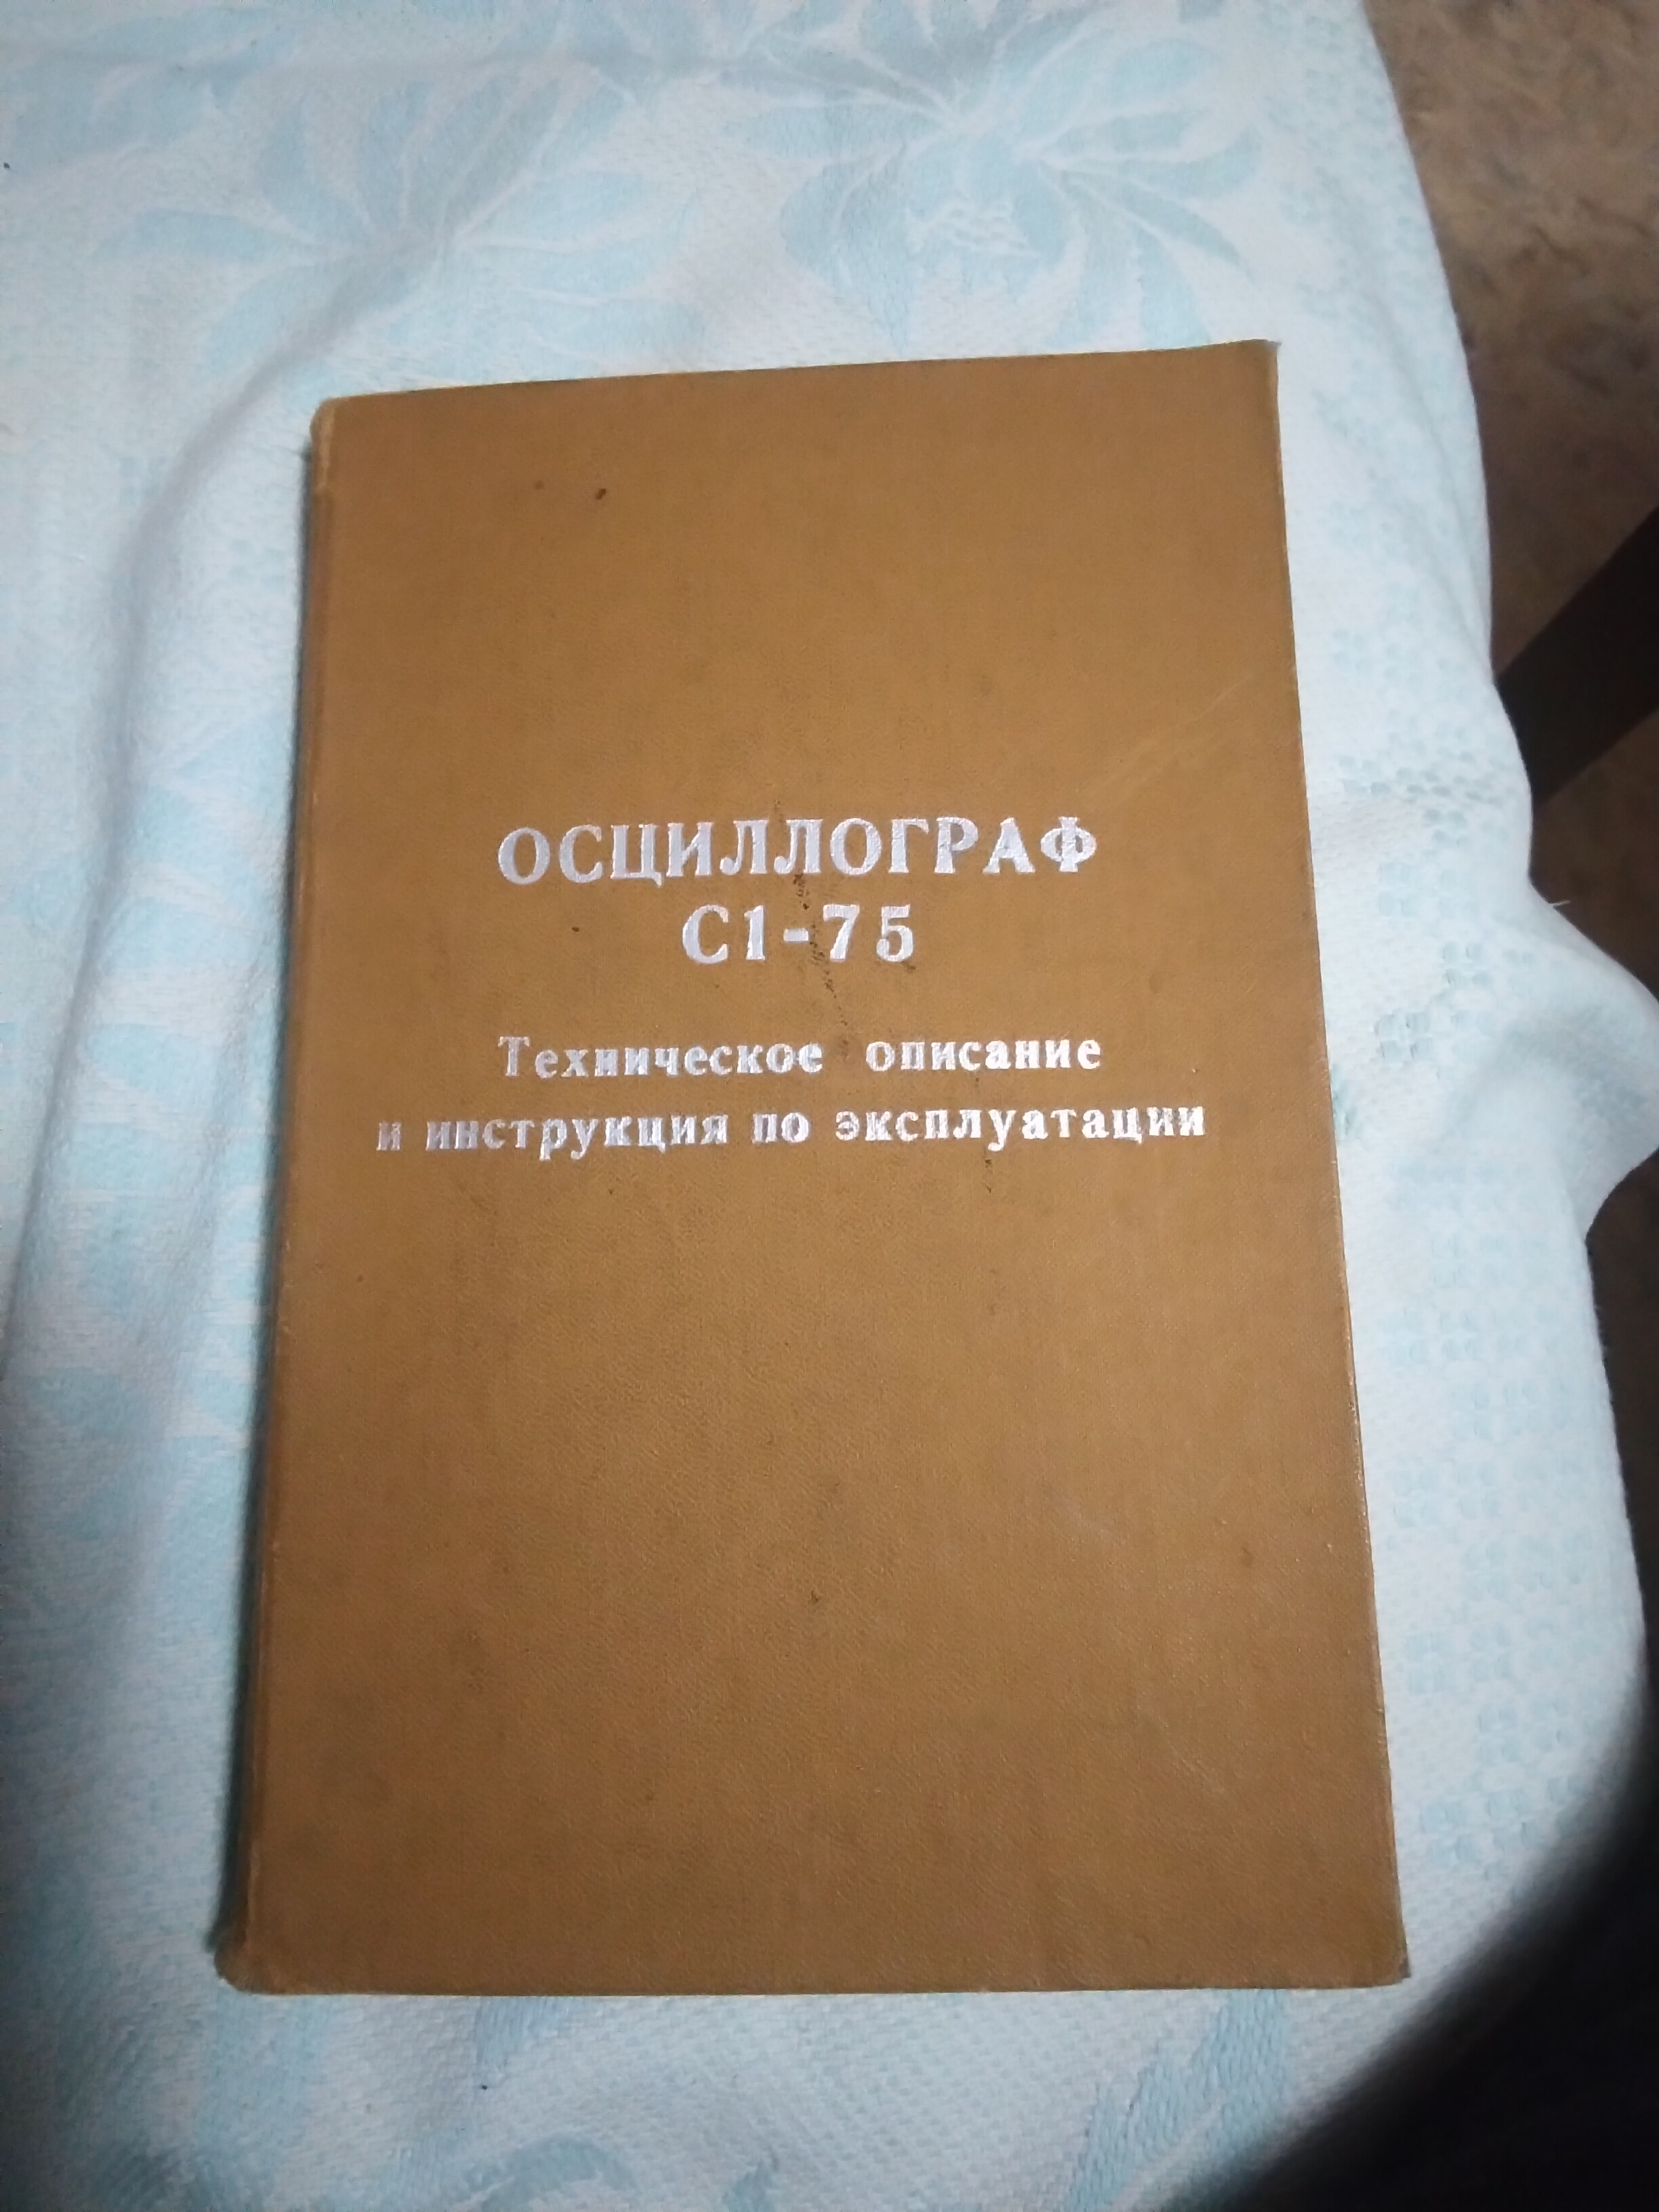 ОСЦИЛЛОГРАФ
С1-75
Техническое описание
и инструкция по эксплуатации